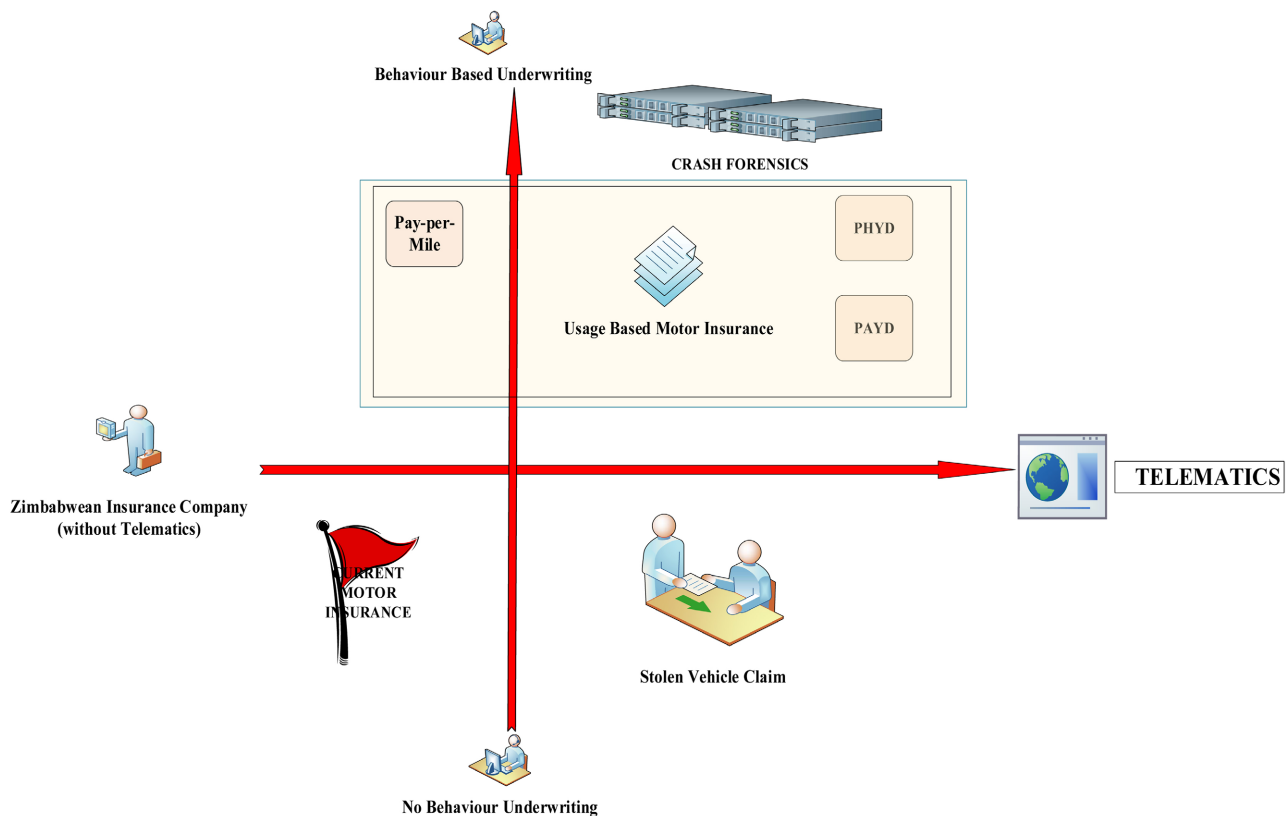 Behaviour Based Underwriting
CRASH FORENSICS
Pay-per-
Mile
PHYD
Usage Based Motor Insurance
PAYD
TELEMATICS
Zimbabwean Insurance Company
(without Telematics)
CURRENT
MOTOR
INSURANCE
Stolen Vehicle Claim
No Behaviour Underwriting